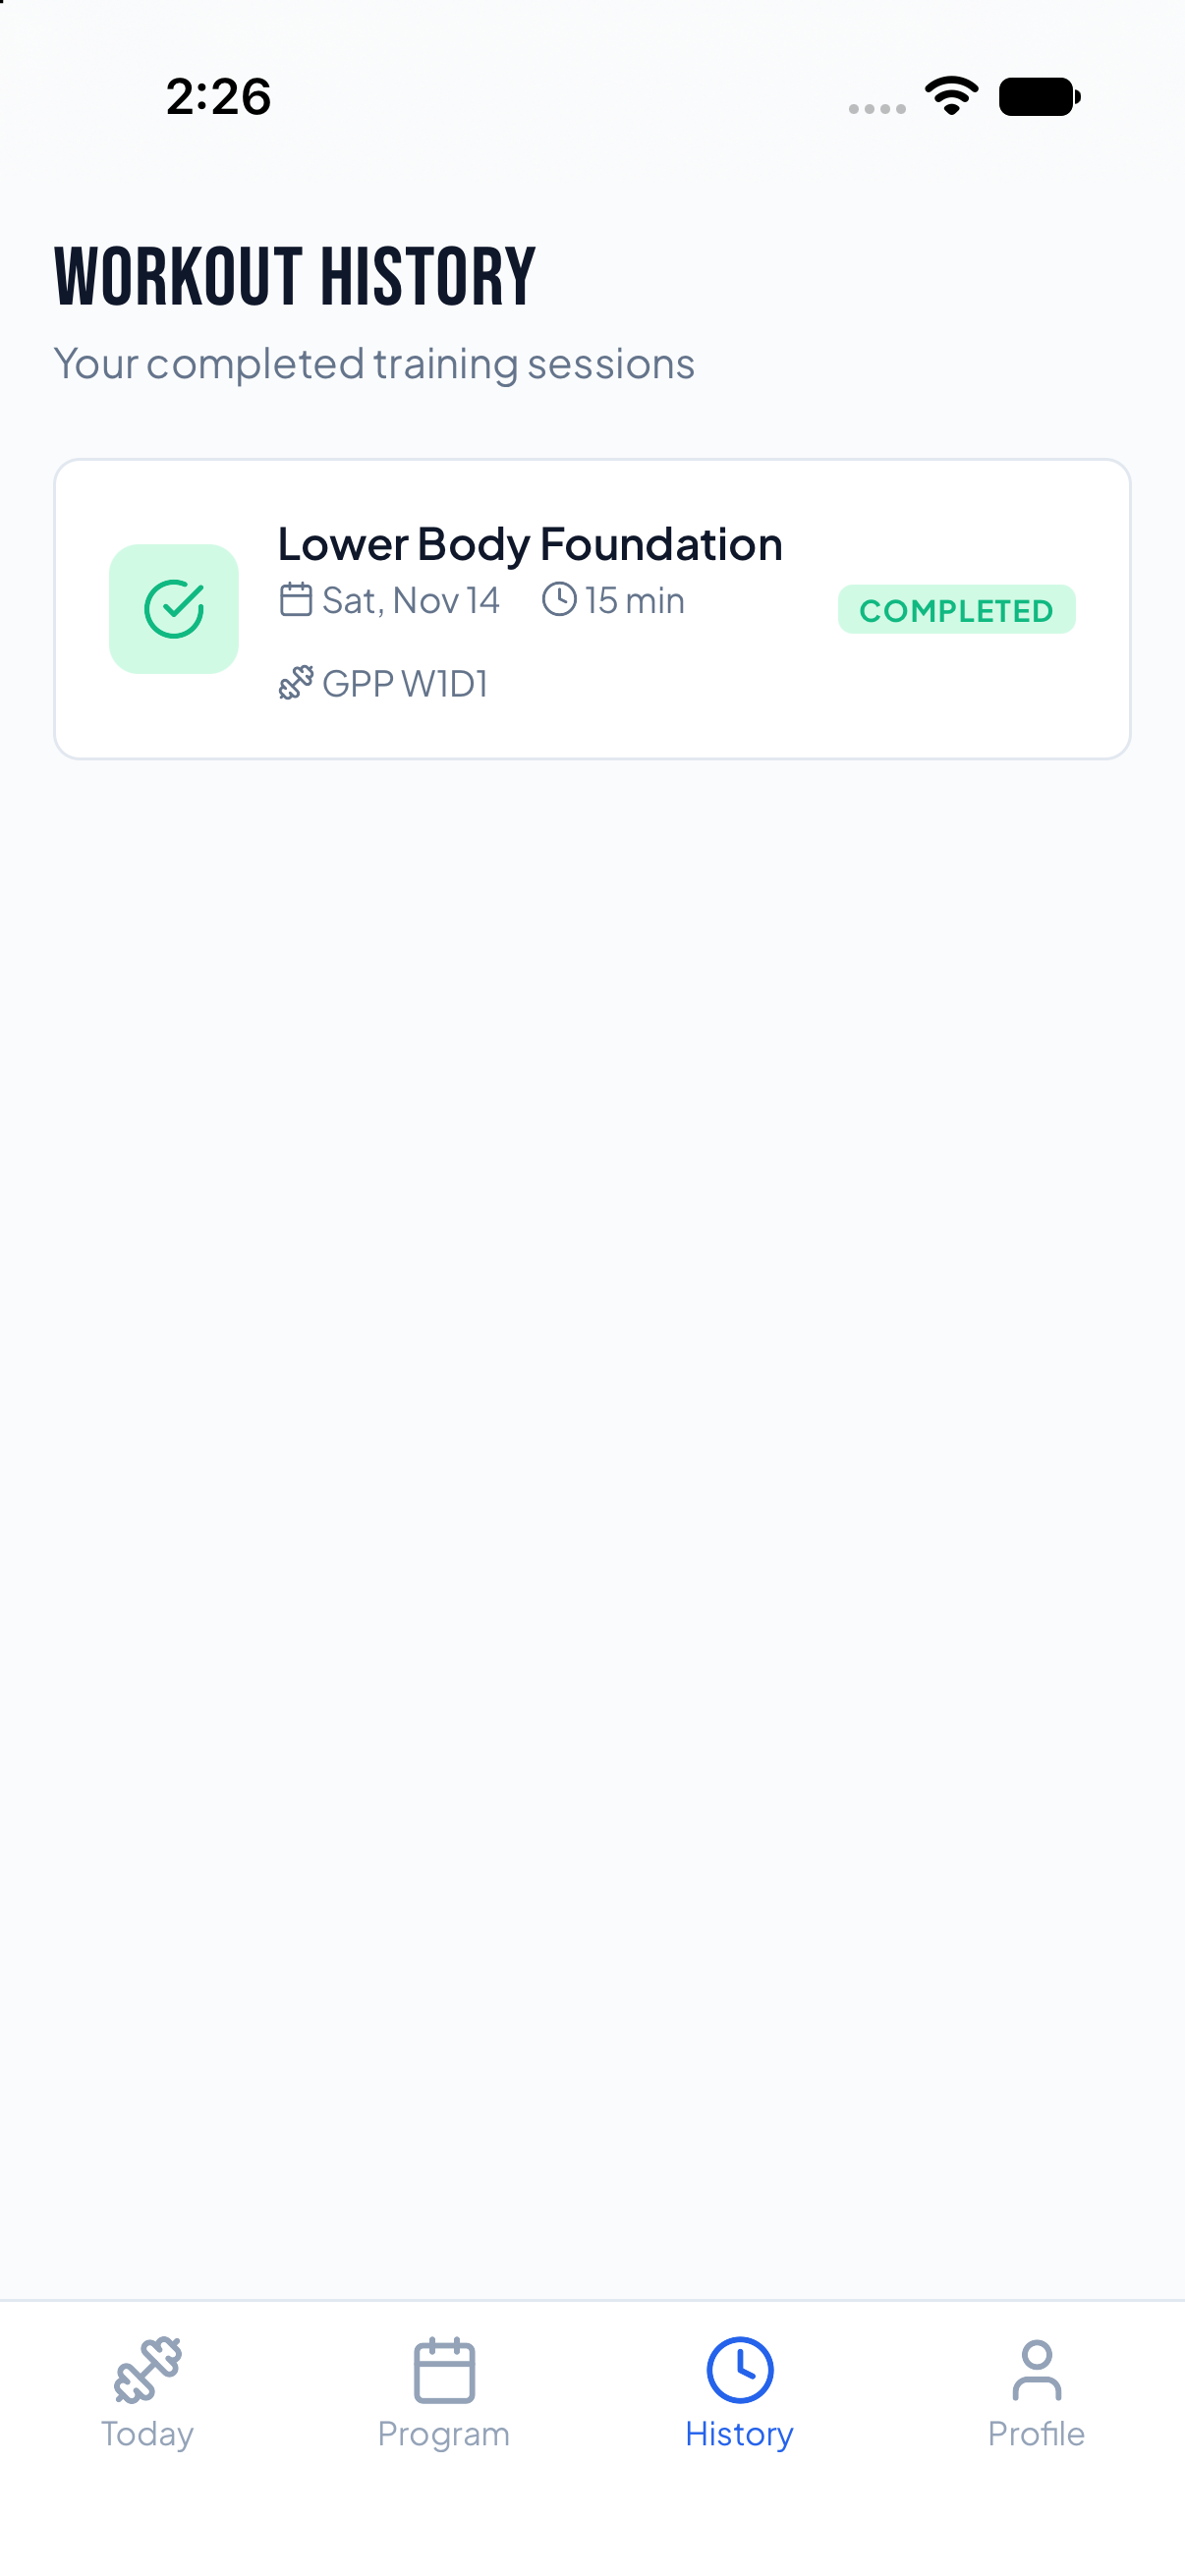 2:26
WORKOUT HISTORY
Your completed training sessions
Lower Body Foundation
Sat, Nov 14 15 min
COMPLETED
GPP W1D1
Today Program History Profile